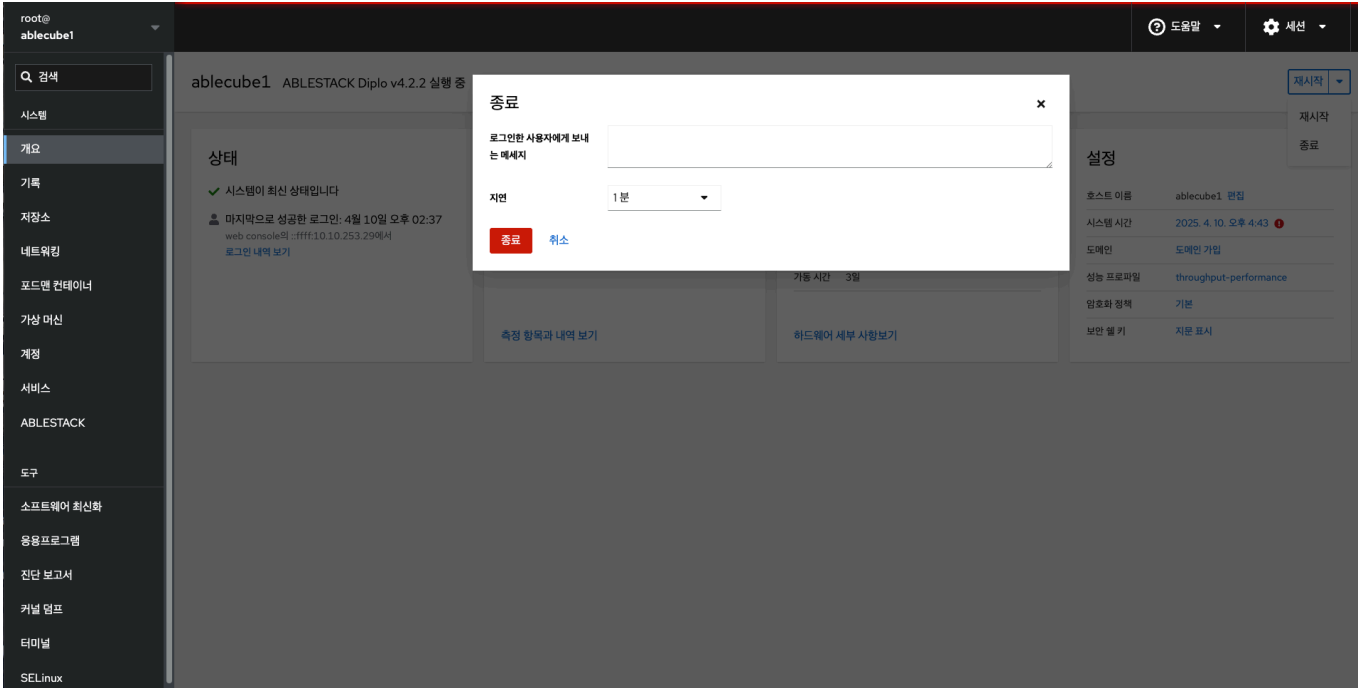 root@
ablecube1
도움말
세션
검색
시스템
개요
기록
저장소
네트워킹
포드맨 컨테이너
가상 머신
계정
서비스
ABLESTACK
도구
소프트웨어 최신화
응용프로그램
진단 보고서
커널 덤프
터미널
SELinux
ablecube1 ABLESTACK Diplo v4.2.2 실행 중
재시작
재시작
종료
상태
시스템이 최신 상태입니다
마지막으로 성공한 로그인: 4월 10일 오후 02:37
web console의 ::ffff:10.10.253.29에서
로그인 내역 보기
종료
로그인한 사용자에게 보내
는 메세지
지연
1 분
종료 취소
측정 항목과 내역 보기
가동 시간 3일
하드웨어 세부 사항보기
설정
호스트 이름 ablecube1 편집
시스템 시간 2025. 4. 10. 오후 4:43
도메인 도메인 가입
성능 프로파일 throughput-performance
암호화 정책 기본
보안 쉘 키 지문 표시